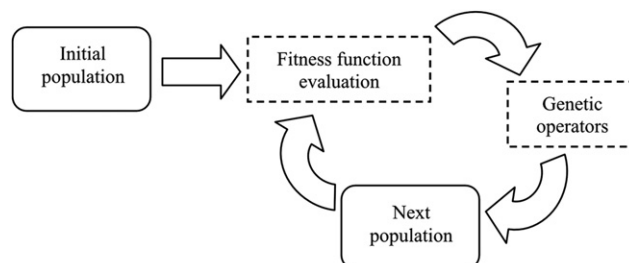 Initial
population
Fitness function
evaluation
Genetic
operators
Next
population